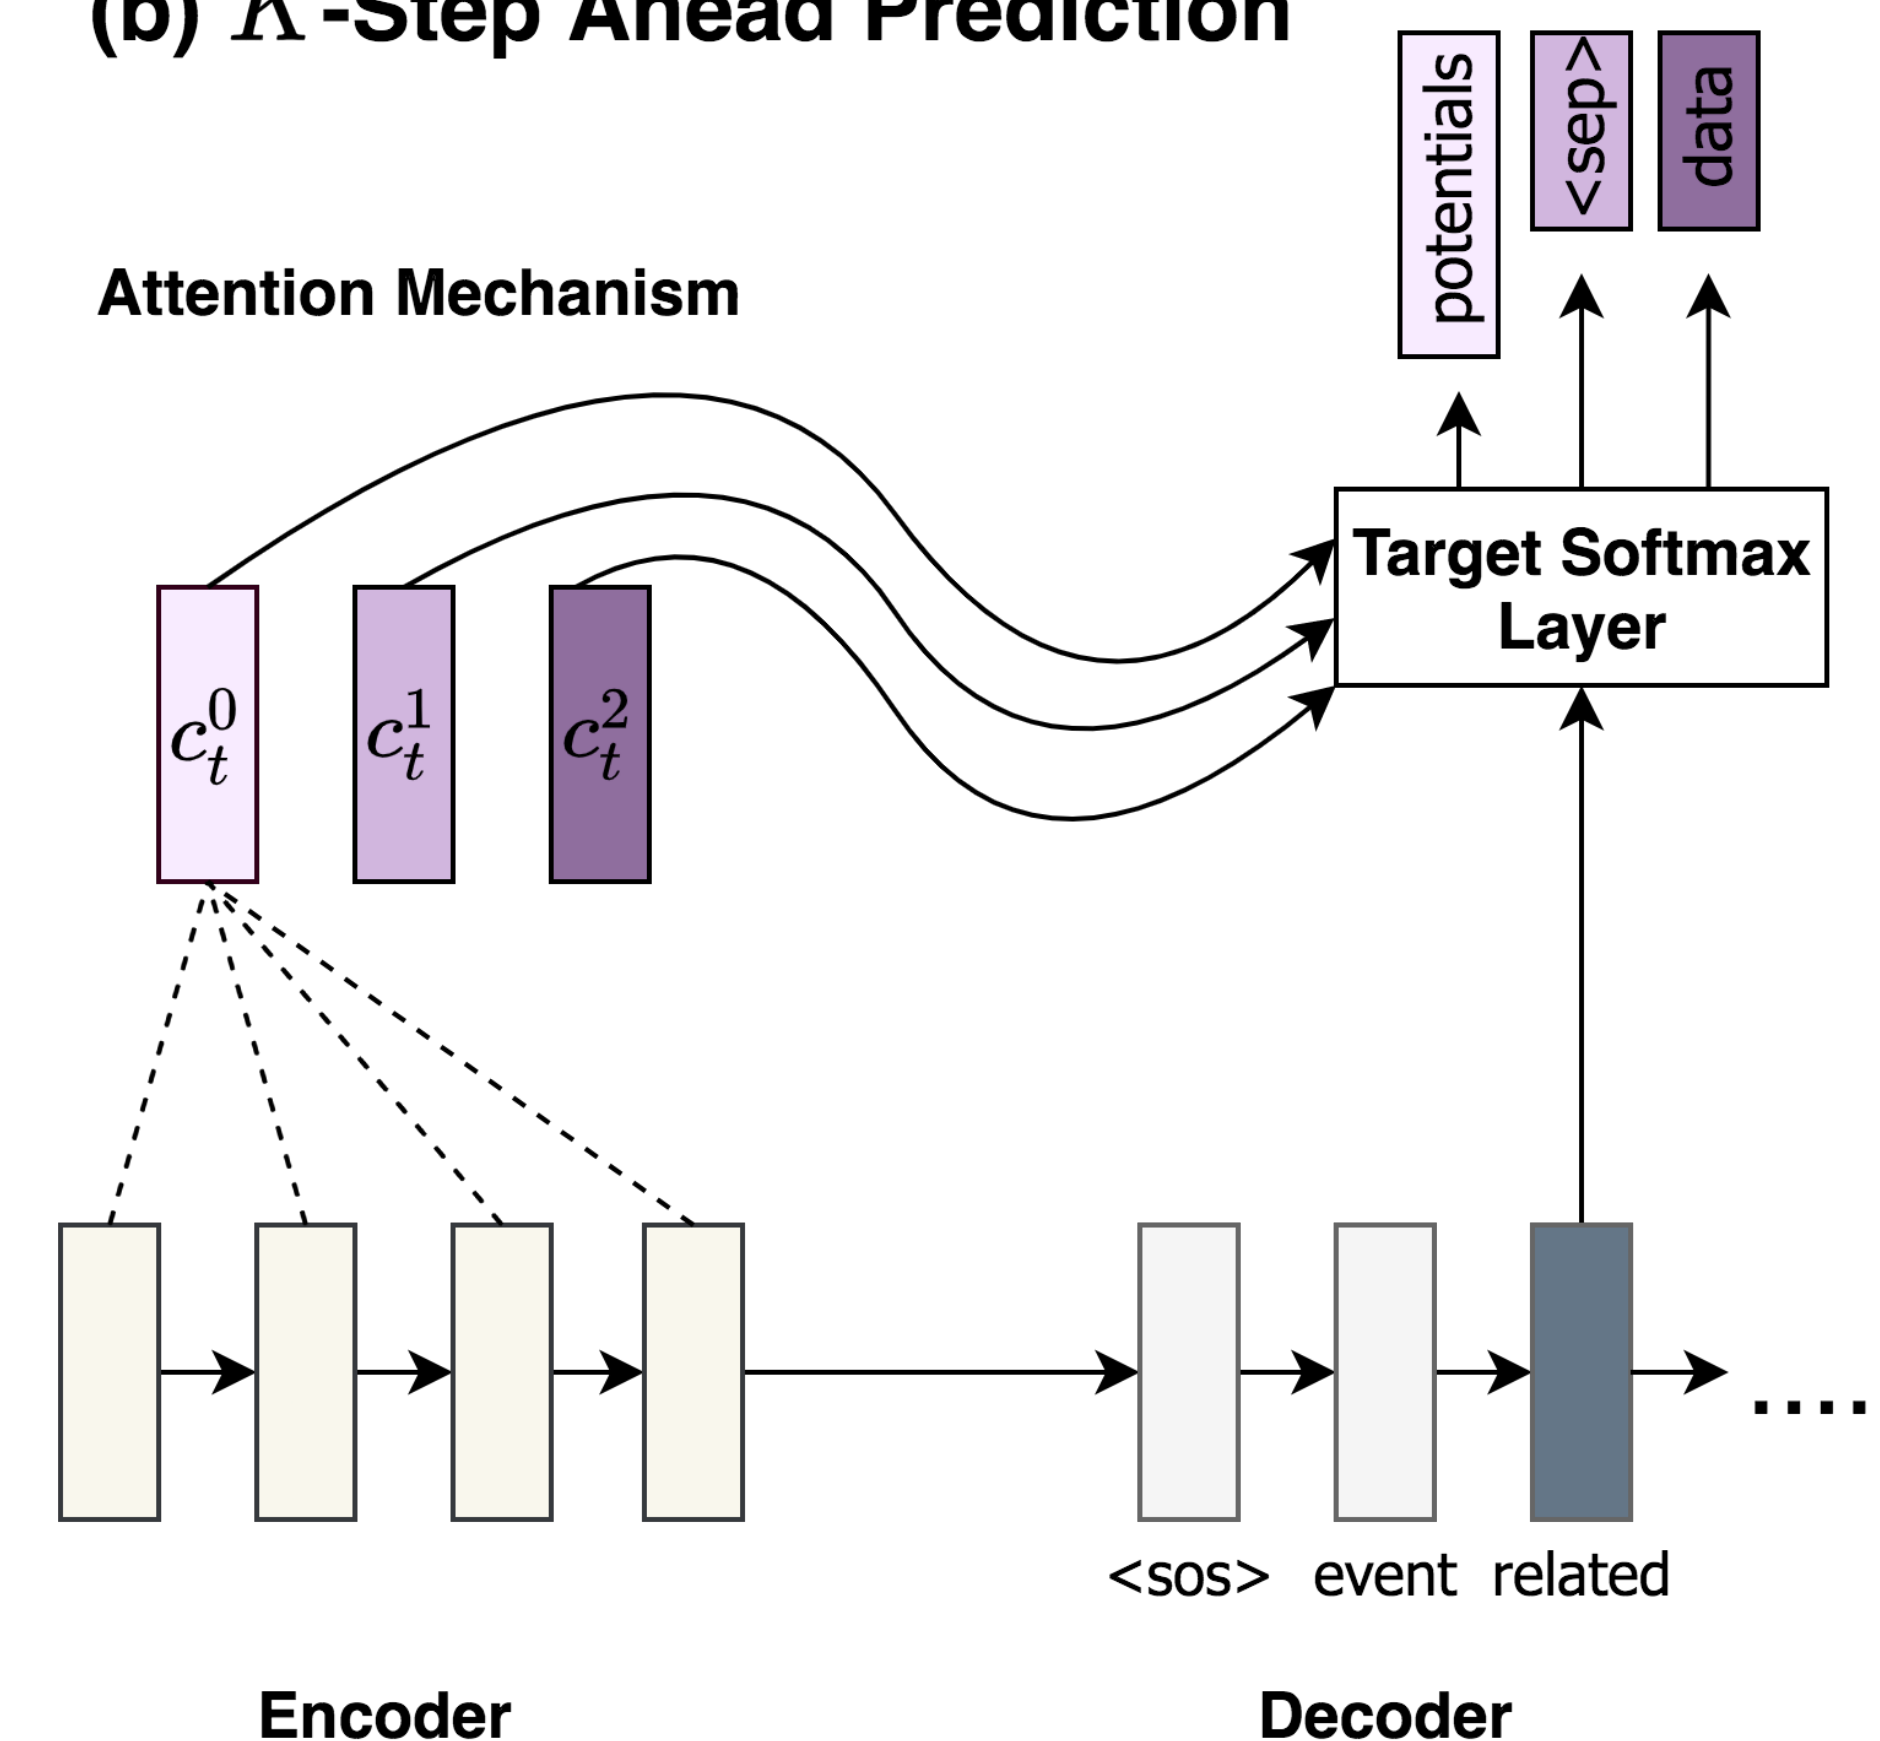 (b) K-Step Ahead Prediction
potentials
<sep>
data
Attention Mechanism
Target Softmax
Layer
c_t^0
c_t^1
c_t^2
....
<sos> event related
Encoder
Decoder